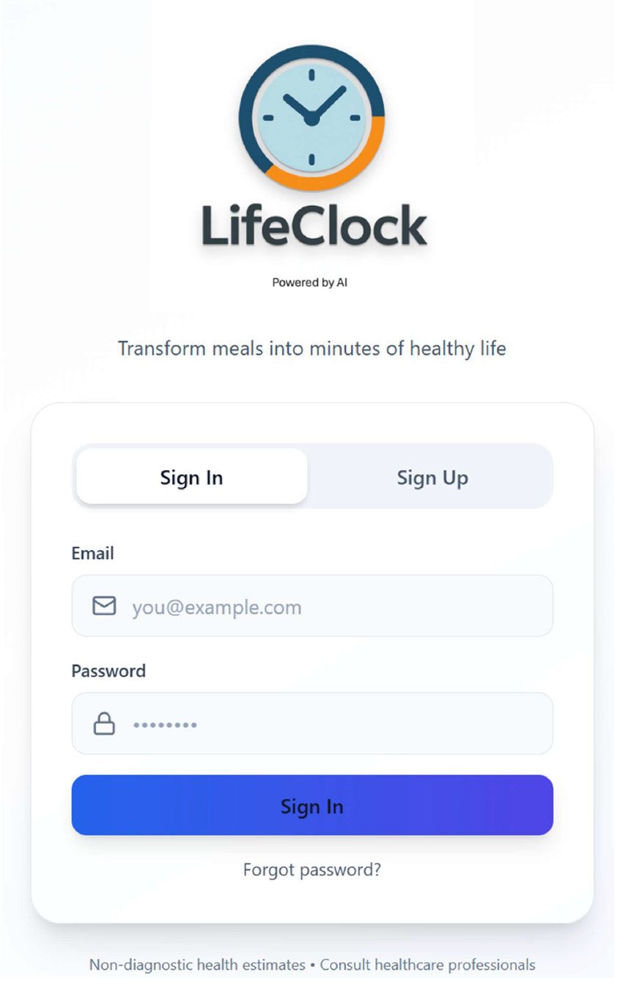 LifeClock
Powered by AI
Transform meals into minutes of healthy life
Sign In
Sign Up
Email
you@example.com
Password
••••••••
Sign In
Forgot password?
Non-diagnostic health estimates • Consult healthcare professionals